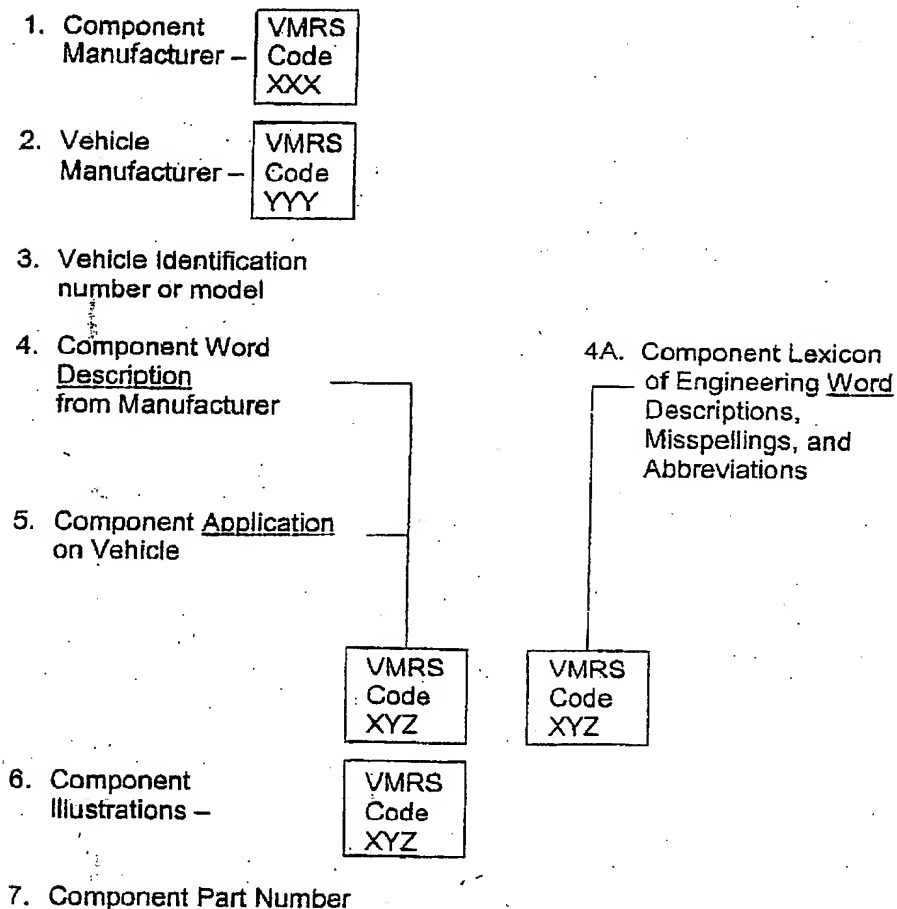 1. Component
Manufacturer –
VMRS
Code
XXX
2. Vehicle
Manufacturer –
VMRS
Code
YYY
3. Vehicle Identification
number or model
4. Component Word
Description
from Manufacturer
4A. Component Lexicon
of Engineering Word
Descriptions,
Misspellings, and
Abbreviations
5. Component Application
on Vehicle
VMRS
Code
XYZ
VMRS
Code
XYZ
6. Component
Illustrations –
VMRS
Code
XYZ
7. Component Part Number